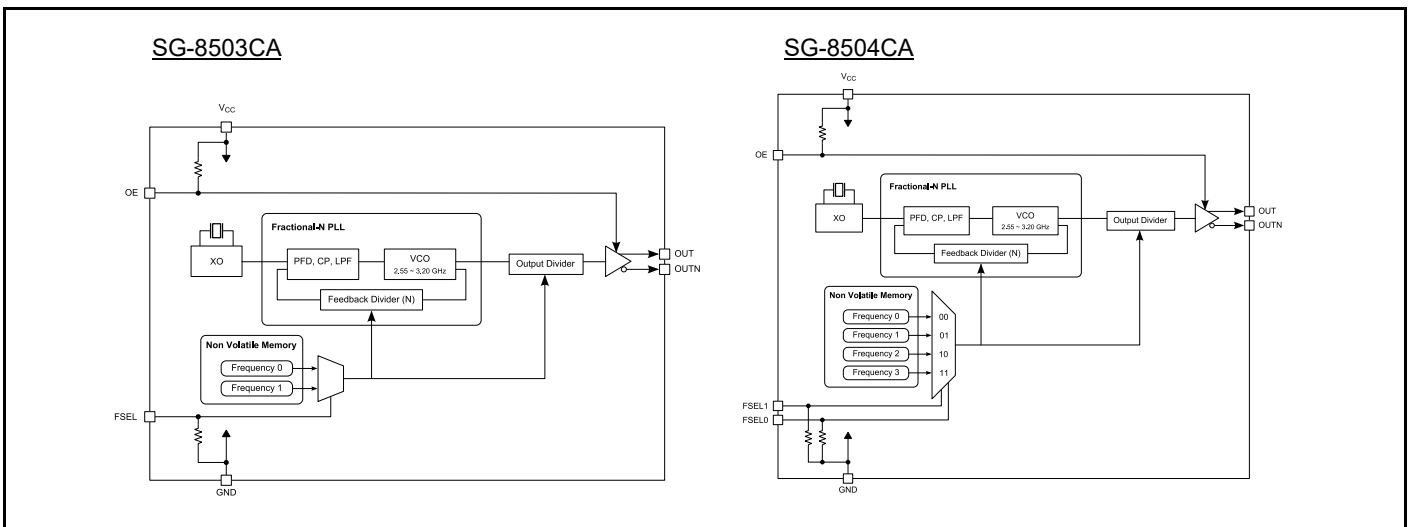 SG-8503CA
VCC
OE
Fractional-N PLL
XO
PFD, CP, LPF
VCO
2.55 ~ 3.20 GHz
Output Divider
OUT
OUTN
Feedback Divider (N)
Non Volatile Memory
Frequency 0
Frequency 1
FSEL
GND
SG-8504CA
VCC
OE
Fractional-N PLL
XO
PFD, CP, LPF
VCO
2.55 ~ 3.20 GHz
Output Divider
OUT
OUTN
Feedback Divider (N)
Non Volatile Memory
Frequency 0
00
Frequency 1
01
Frequency 2
10
Frequency 3
11
FSEL1
FSEL0
GND